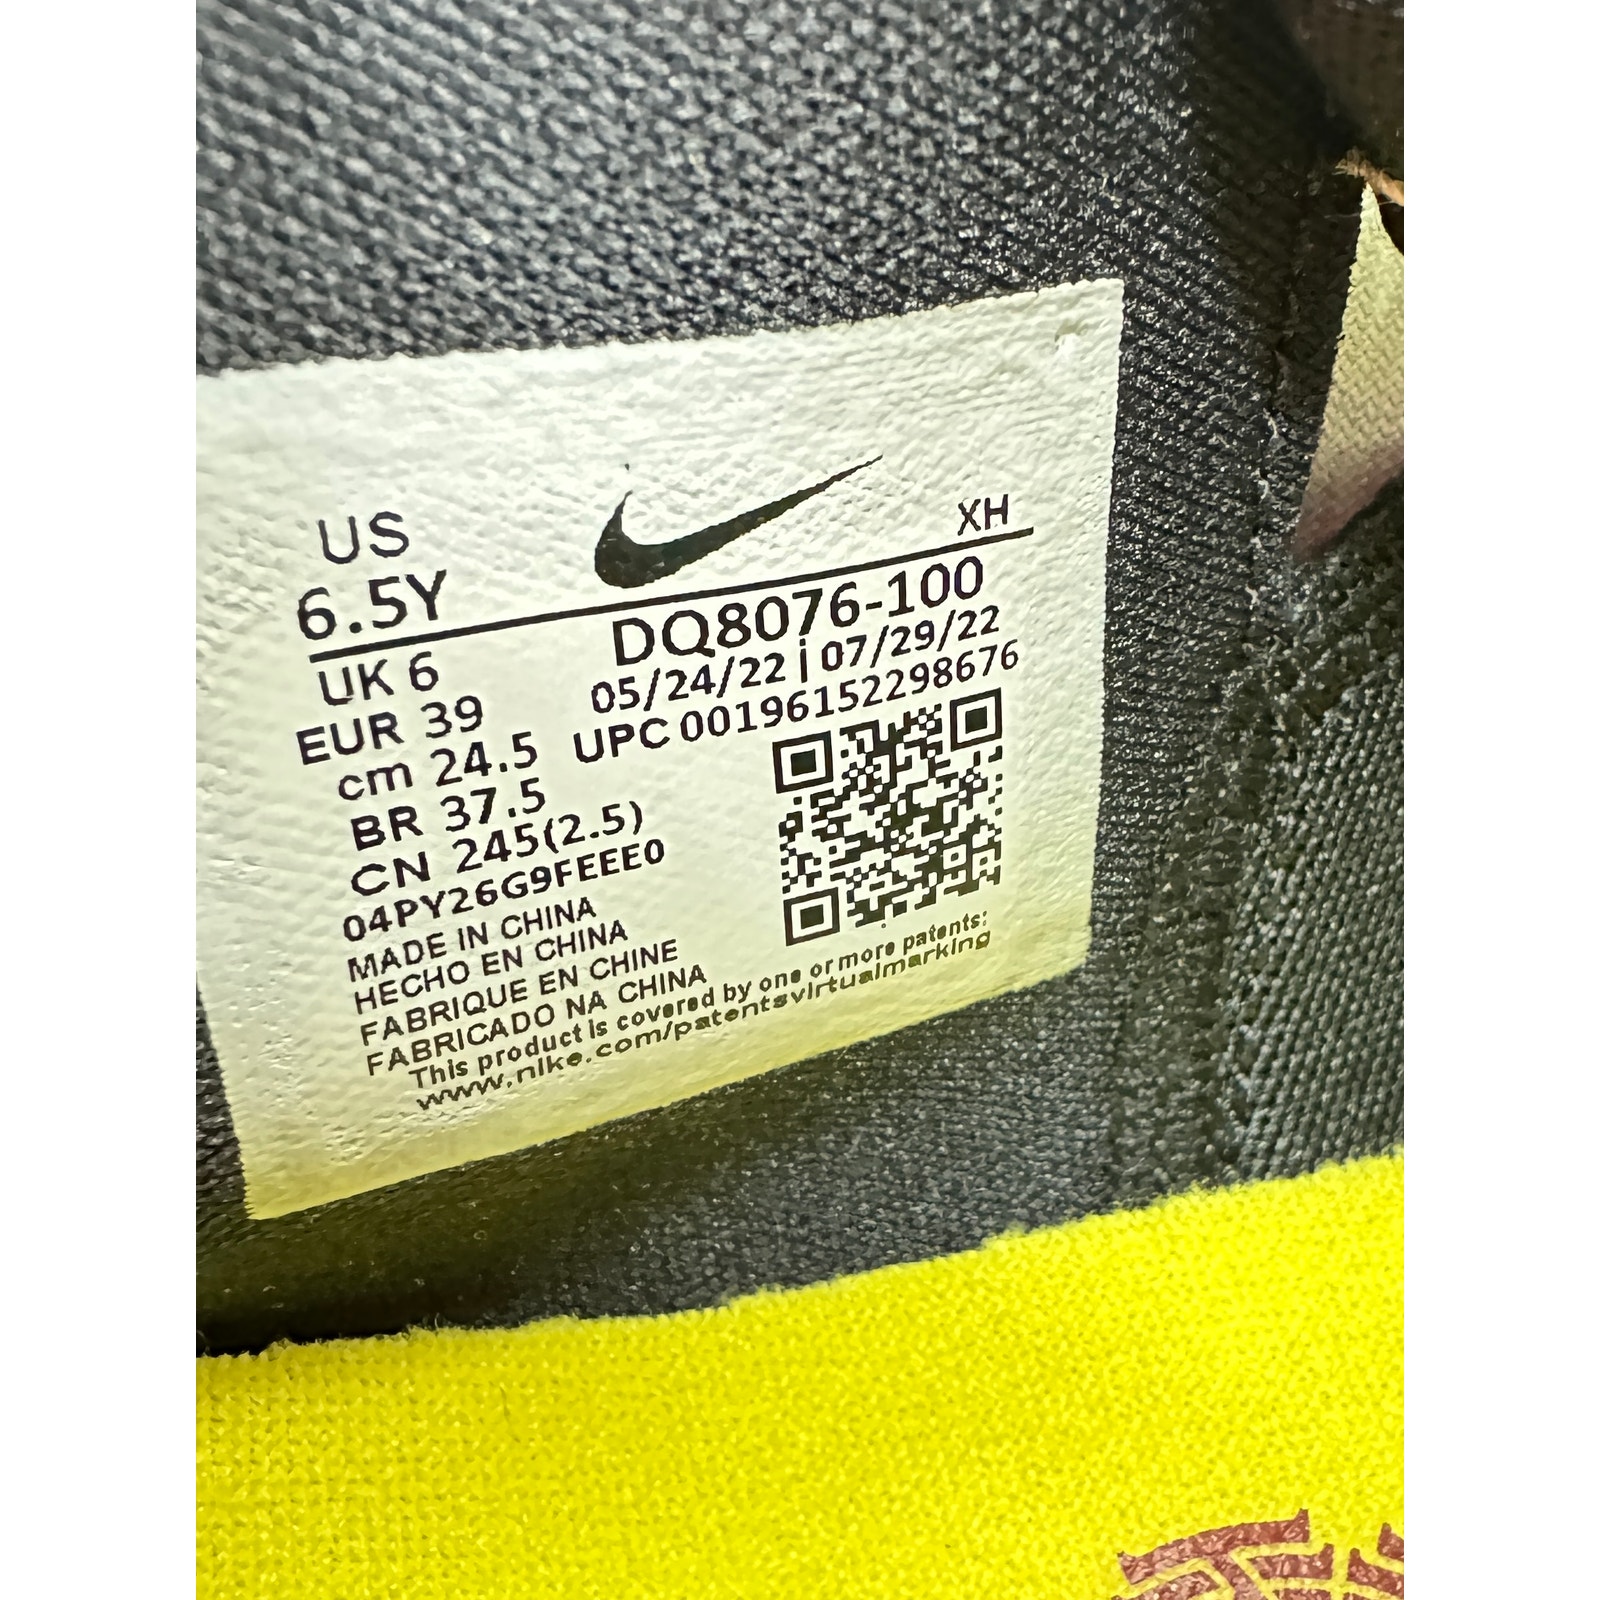 US
6.5Y
XH
UK 6
EUR 39
cm 24.5
BR 37.5
CN 245(2.5)
DQ8076-100
05/24/22 | 07/29/22
UPC 00196152298676
04PY26G9FEEE0
MADE IN CHINA
HECHO EN CHINA
FABRIQUE EN CHINE
FABRICADO NA CHINA
This product is covered by one or more patents:
www.nike.com/patentsvirtualmarking